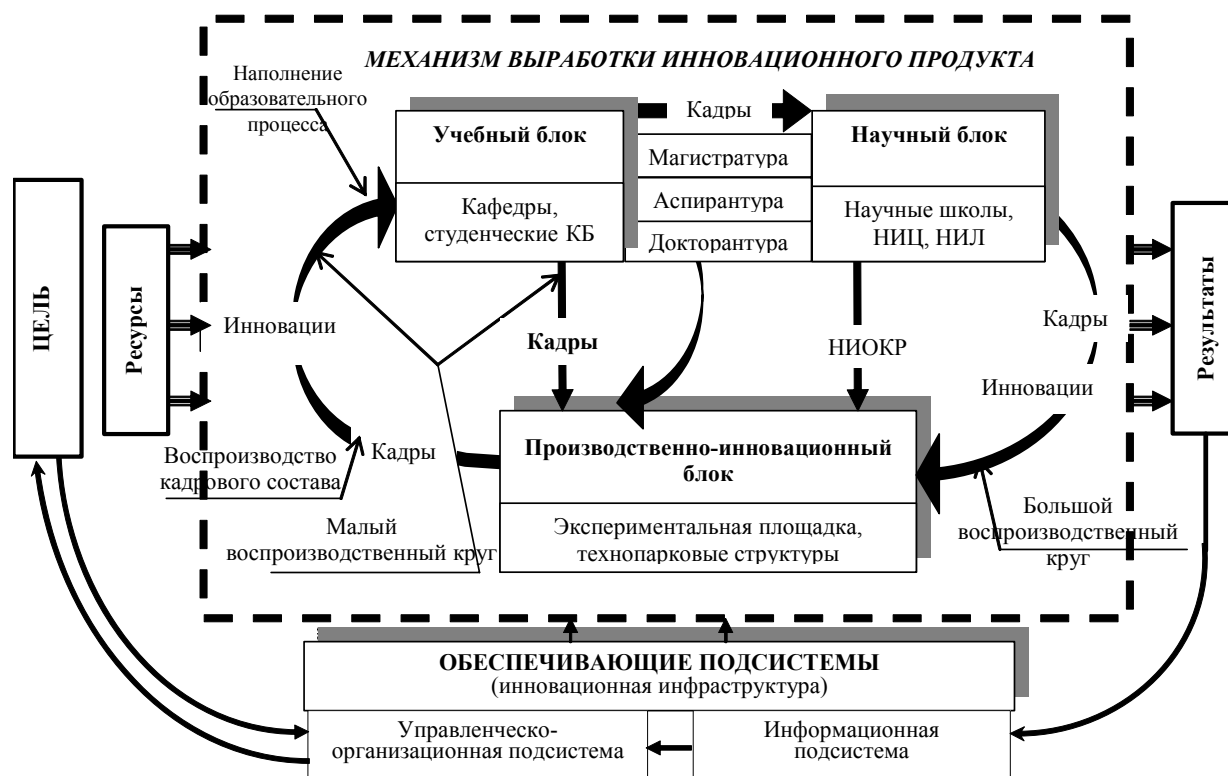 МЕХАНИЗМ ВЫРАБОТКИ ИННОВАЦИОННОГО ПРОДУКТА
Наполнение
образовательного
процесса
Кадры
Учебный блок
Научный блок
Магистратура
Аспирантура
Докторантура
Кафедры,
студенческие КБ
Научные школы,
НИЦ, НИЛ
ЦЕЛЬ
Ресурсы
Результаты
Инновации
Кадры
НИОКР
Кадры
Инновации
Воспроизводство
кадрового состава
Кадры
Производственно-инновационный
блок
Экспериментальная площадка,
технопарковые структуры
Малый
воспроизводственный круг
Большой
воспроизводственный
круг
ОБЕСПЕЧИВАЮЩИЕ ПОДСИСТЕМЫ
(инновационная инфраструктура)
Управленческо-
организационная подсистема
Информационная
подсистема